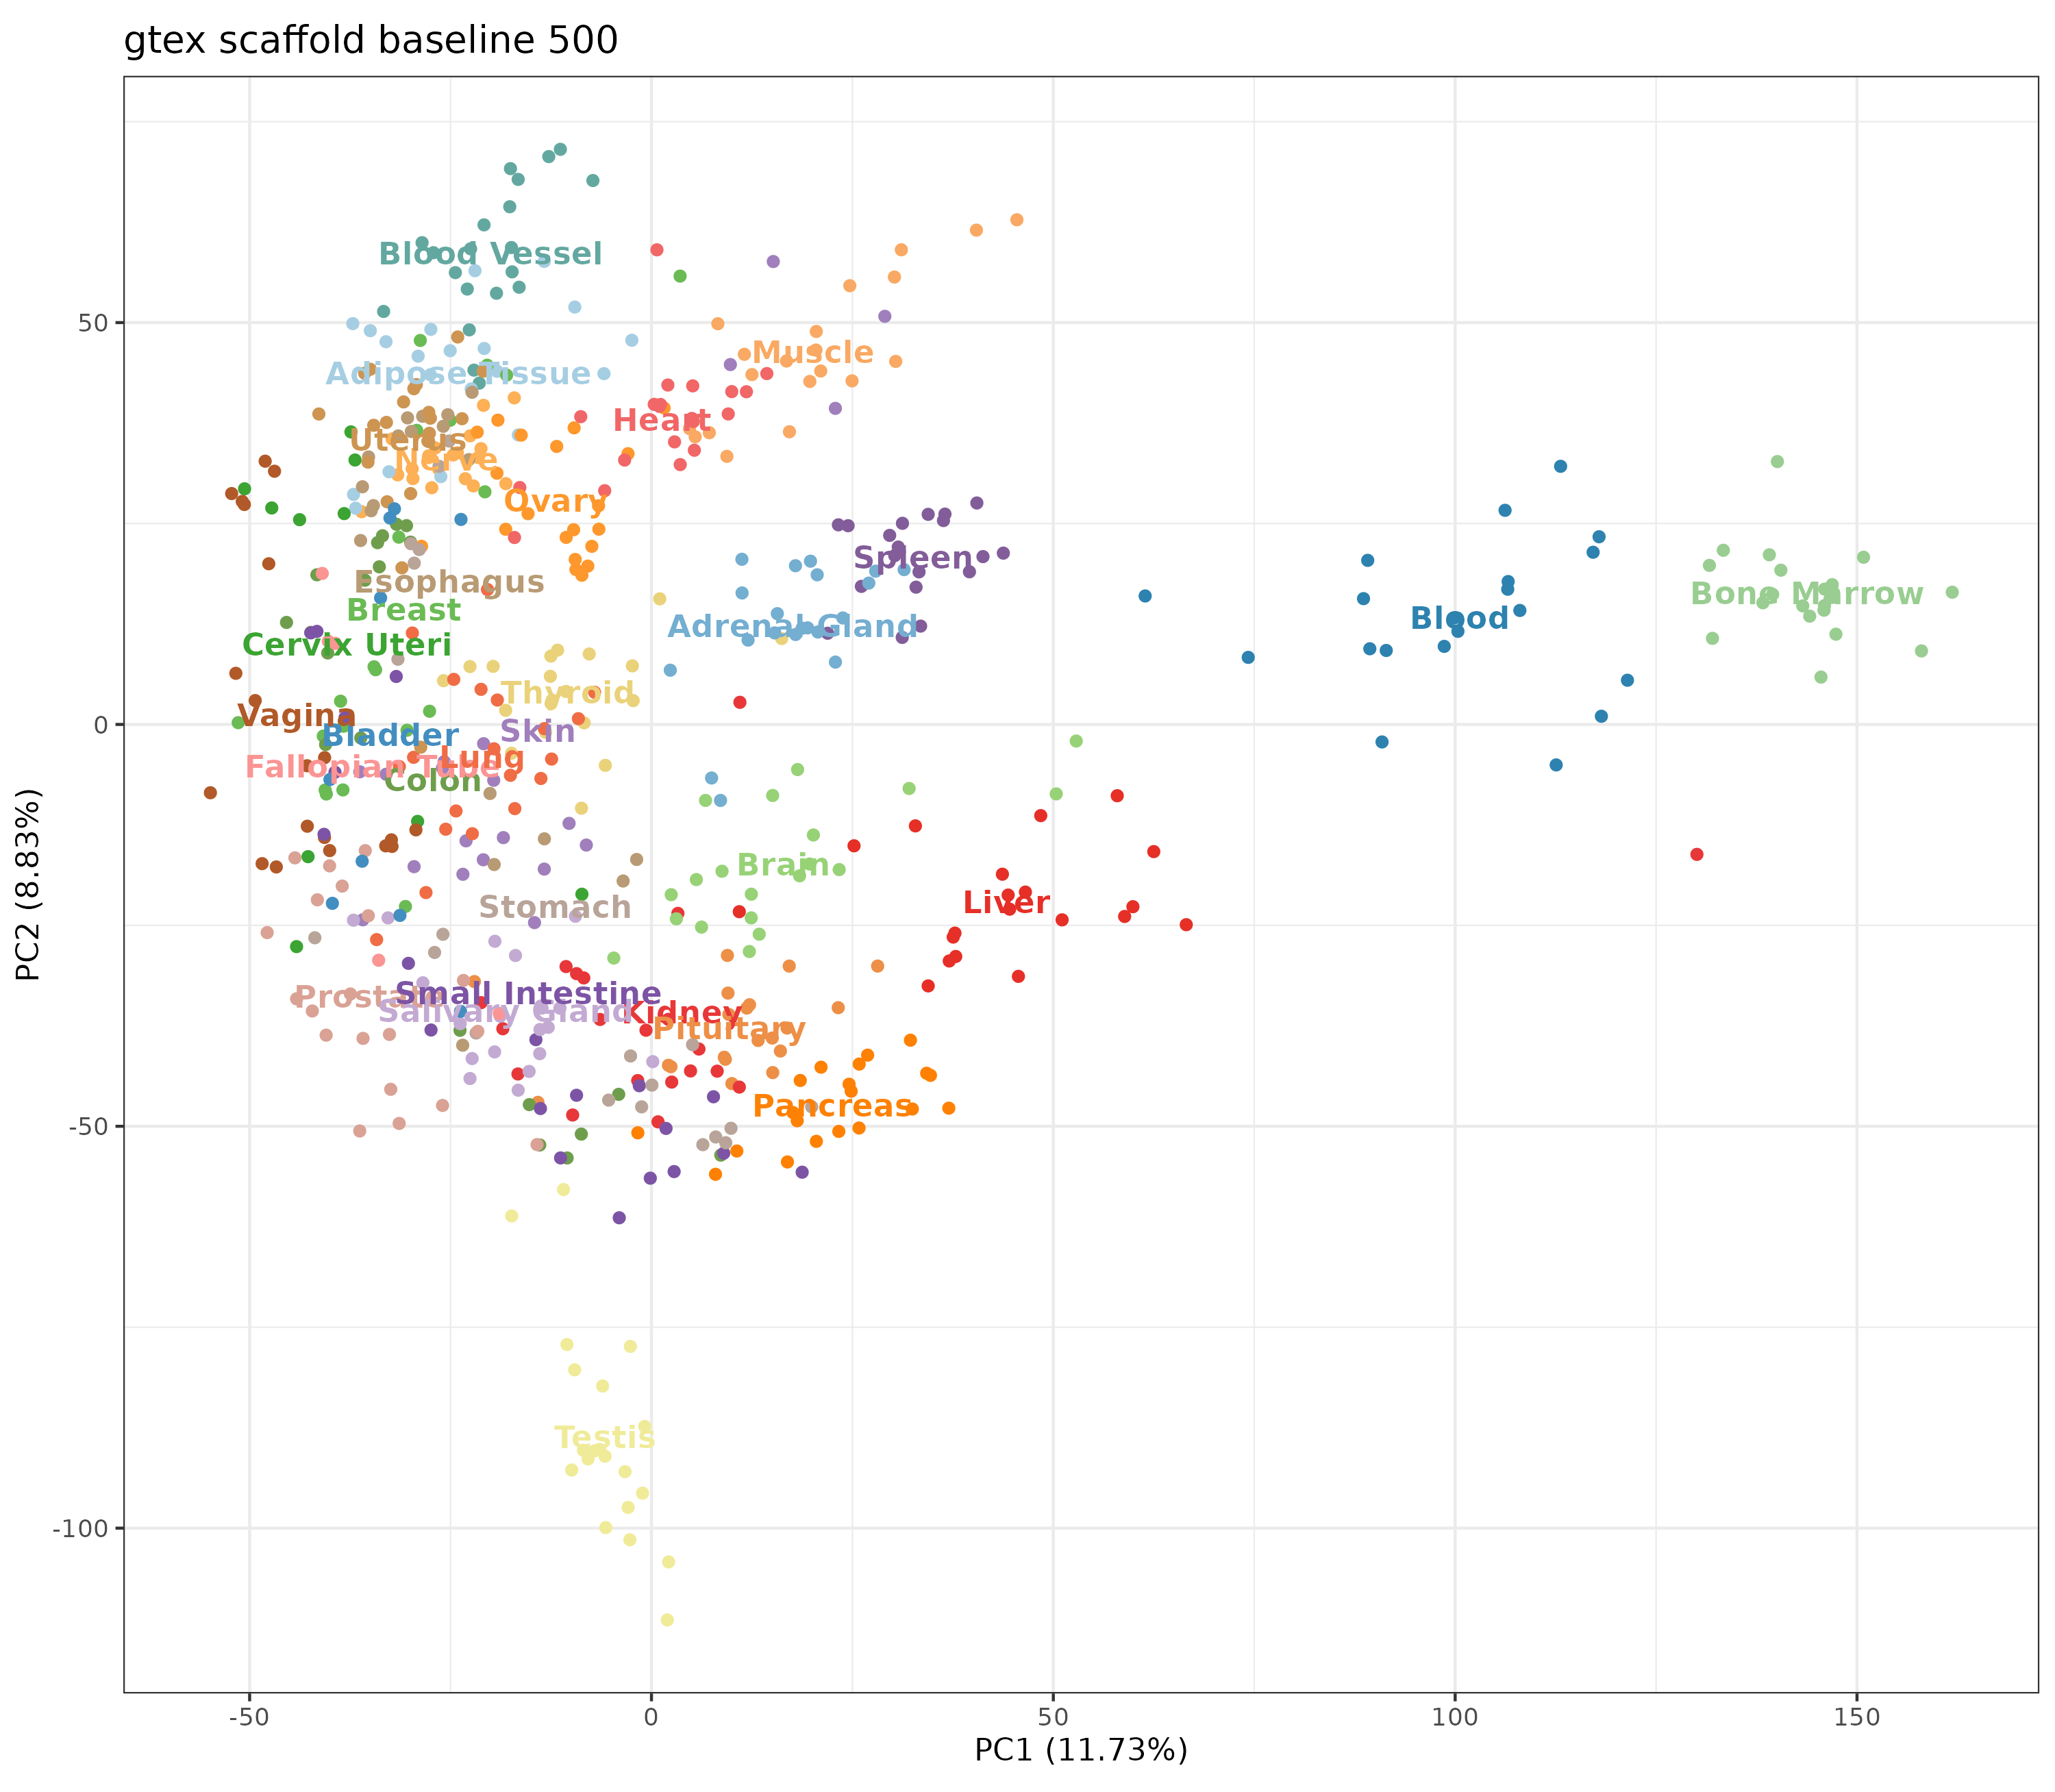 gtex scaffold baseline 500
Blood Vessel
50
Muscle
Adipose Tissue
Heart
Uterus
Nerve
Ovary
Spleen
Esophagus
Bone Marrow
Breast
Blood
Adrenal Gland
Cervix Uteri
Thyroid
Vagina
0
Skin
Bladder
Lung
Fallopian Tube
Colon
Brain
PC2 (8.83%)
Liver
Stomach
Small Intestine
Prostate
Salivary Gland
Kidney
Pituitary
Pancreas
-50
Testis
-100
-50 0 50 100 150
PC1 (11.73%)